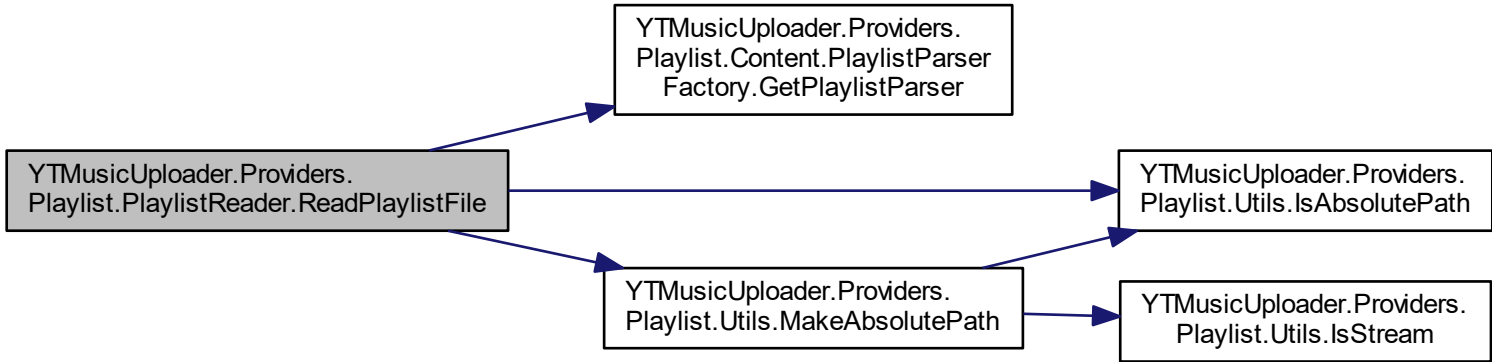 YTMusicUploader.Providers.
Playlist.Content.PlaylistParser
Factory.GetPlaylistParser
YTMusicUploader.Providers.
Playlist.PlaylistReader.ReadPlaylistFile
YTMusicUploader.Providers.
Playlist.Utils.IsAbsolutePath
YTMusicUploader.Providers.
Playlist.Utils.MakeAbsolutePath
YTMusicUploader.Providers.
Playlist.Utils.IsStream